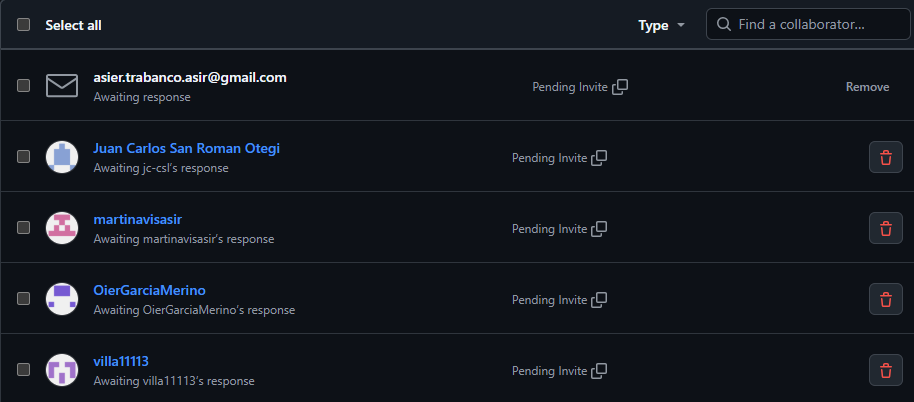 Select all
Type
Find a collaborator...
asier.trabanco.asir@gmail.com
Awaiting response
Pending Invite
Remove
Juan Carlos San Roman Otegi
Awaiting jc-csl's response
Pending Invite
martinavisasir
Awaiting martinavisasir's response
Pending Invite
OierGarciaMerino
Awaiting OierGarciaMerino's response
Pending Invite
villa11113
Awaiting villa11113's response
Pending Invite